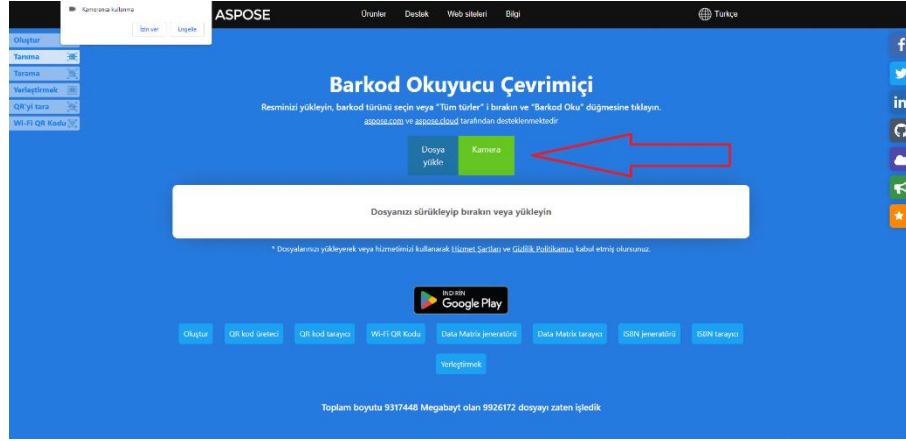 Kameranızı kullanma
İzin ver
Engelle
ASPOSE
Ürünler
Destek
Web siteleri
Bilgi
Turkçe
Oluştur
Tanıma
Tarama
Yerleştirmek
QR'yi tara
Wi-Fi QR Kodu
Barkod Okuyucu Çevrimiçi
Resminizi yükleyin, barkod türünü seçin veya "Tüm türler" i bırakın ve "Barkod Oku" düğmesine tıklayın.
aspose.com ve aspose.cloud tarafından desteklenmektedir
Dosya
yükle
Kamera
Dosyanızı sürükleyip bırakın veya yükleyin
* Dosyalarınızı yükleyerek veya hizmetimizi kullanarak Hizmet Şartları ve Gizlilik Politikamızı kabul etmiş olursunuz.
İNDİRİN
Google Play
Oluştur
QR kod üreteci
QR kod tarayıcı
Wi-Fi QR Kodu
Data Matrix jeneratörü
Data Matrix tarayıcı
ISBN jeneratörü
ISBN tarayıcı
Yerleştirmek
Toplam boyutu 9317448 Megabayt olan 9926172 dosyayı zaten işledik